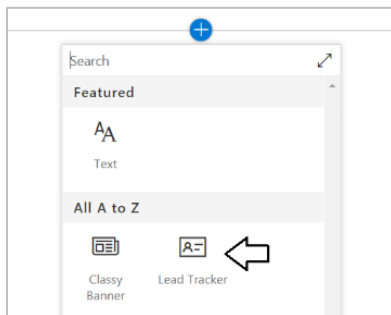 Search
Featured
Text
All A to Z
Classy Banner
Lead Tracker